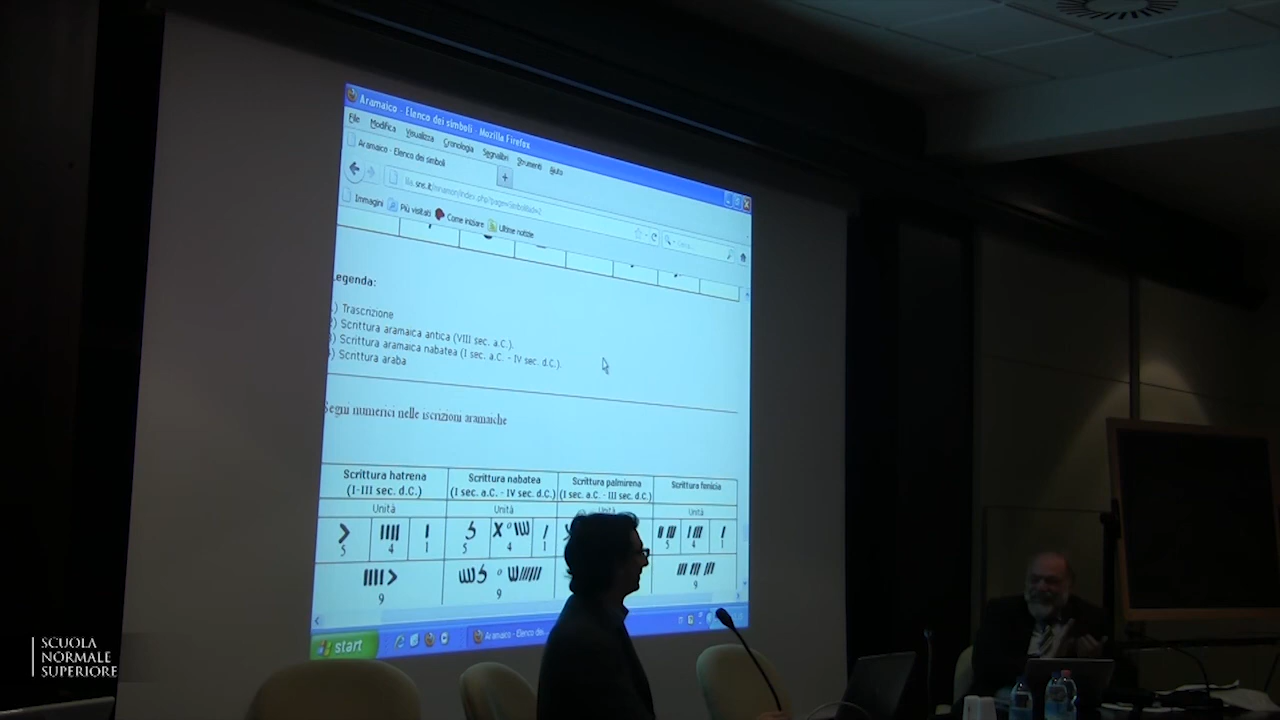 Aramaico - Elenco dei simboli - Mozilla Firefox
File Modifica Visualizza Cronologia Segnalibri Strumenti Aiuto
Aramaico - Elenco dei simboli
+
Immagini Più visitati Come iniziare Ultime notizie
Legenda:
) Trascrizione
) Scrittura aramaica antica (VIII sec. a.C.).
) Scrittura aramaica nabatea (I sec. a.C. - IV sec. d.C.).
) Scrittura araba
Segni numerici nelle iscrizioni aramaiche
Scrittura hatrena Scrittura nabatea Scrittura palmirena Scrittura fenicia
(I-III sec. d.C.) (I sec. a.C. - IV sec. d.C.) (I sec. a.C. - III sec. d.C.)
Unità Unità Unità Unità
5 4 1 5 4 1 5 4 1
9 9 9
start Aramaico - Elenco dei
SCUOLA
NORMALE
SUPERIORE